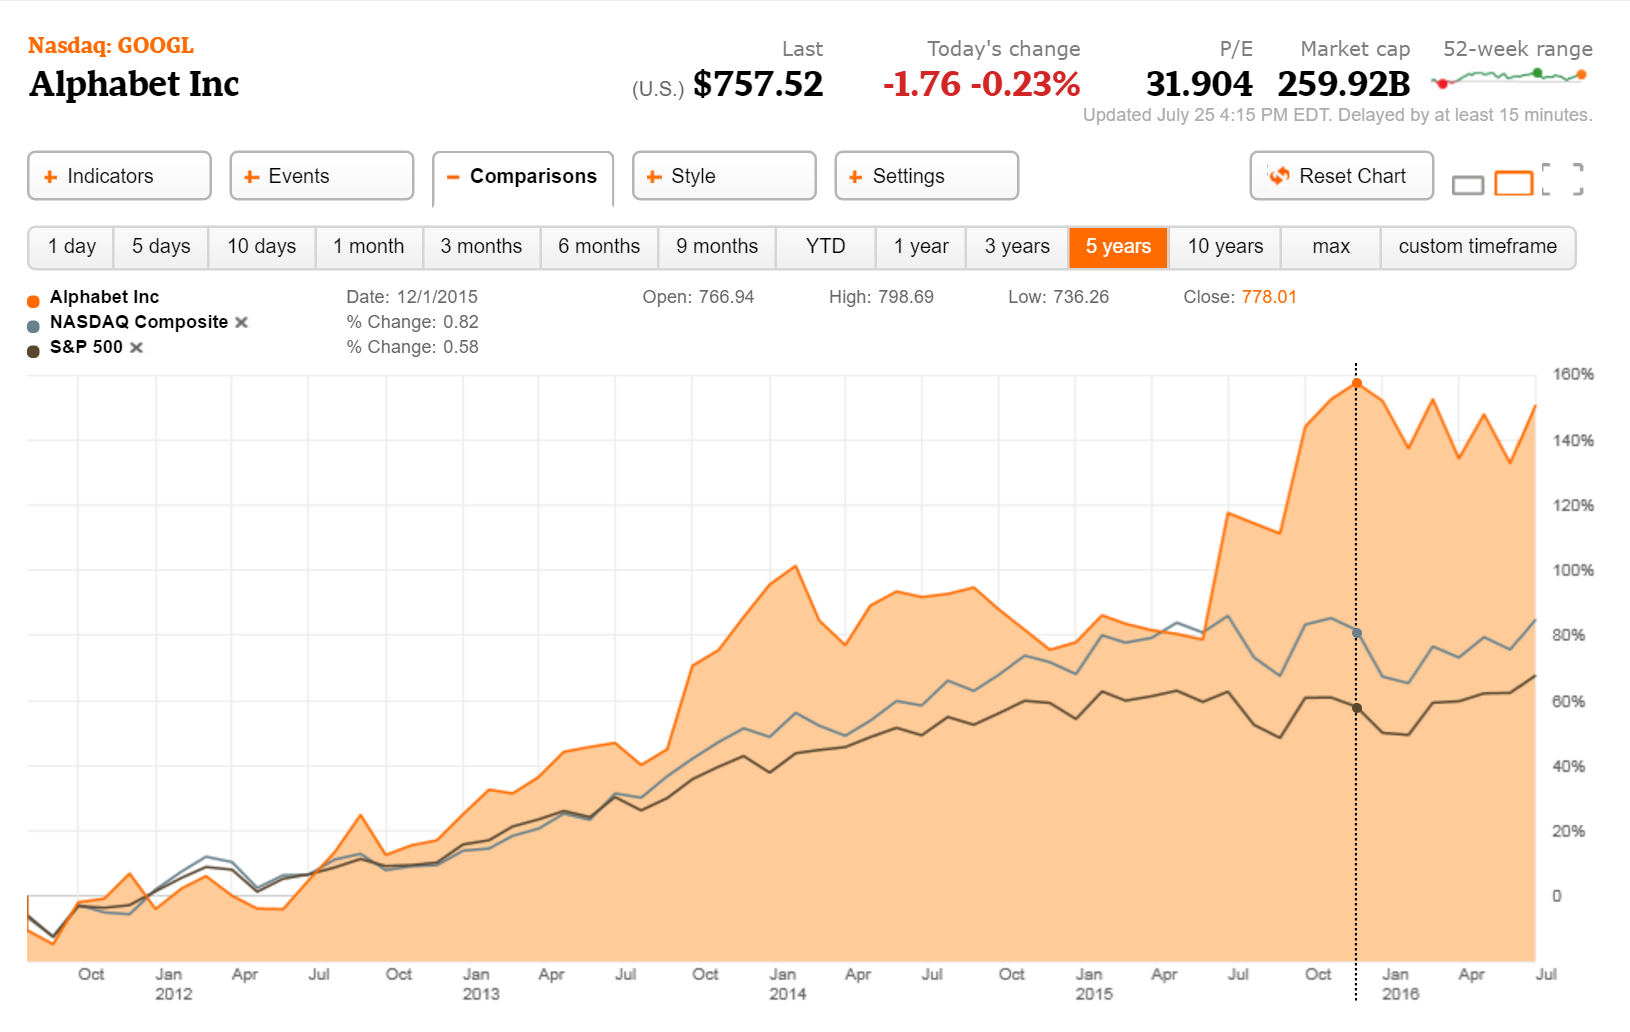 Nasdaq: GOOGL
Alphabet Inc
Last
(U.S.) $757.52
Today's change
-1.76 -0.23%
P/E
31.904
Market cap
259.92B
52-week range
Updated July 25 4:15 PM EDT. Delayed by at least 15 minutes.
+ Indicators + Events − Comparisons + Style + Settings Reset Chart
1 day 5 days 10 days 1 month 3 months 6 months 9 months YTD 1 year 3 years 5 years 10 years max custom timeframe
Alphabet Inc Date: 12/1/2015 Open: 766.94 High: 798.69 Low: 736.26 Close: 778.01
NASDAQ Composite × % Change: 0.82
S&P 500 × % Change: 0.58
160%
140%
120%
100%
80%
60%
40%
20%
0
Oct Jan Apr Jul Oct Jan Apr Jul Oct Jan Apr Jul Oct Jan Apr Jul Oct Jan Apr Jul
2012 2013 2014 2015 2016